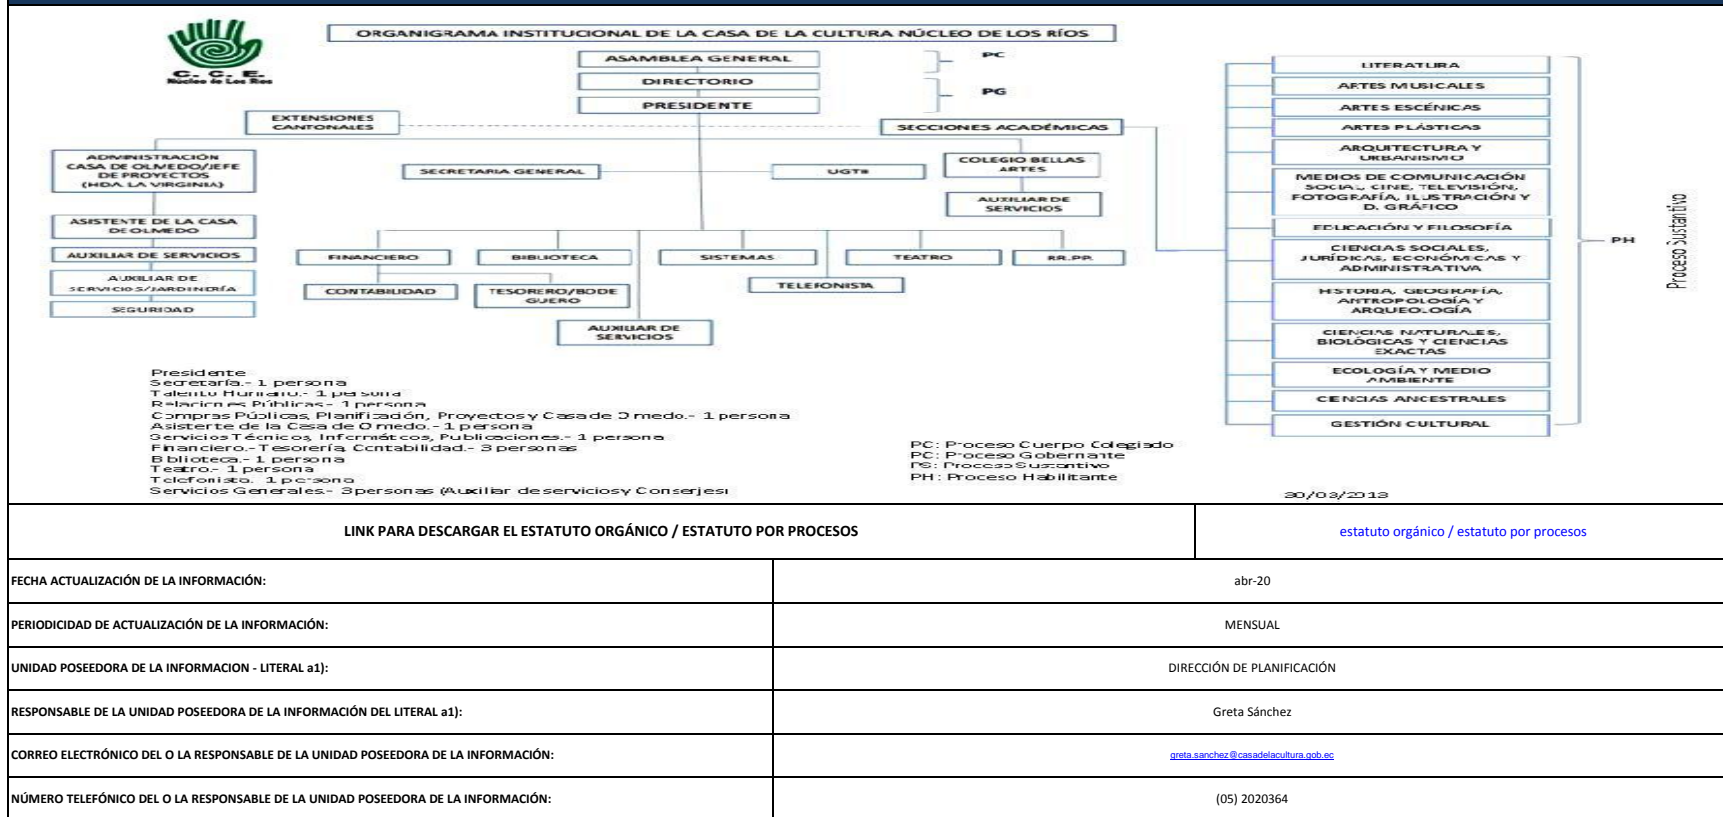 C. C. E.
Núcleo de Los Ríos
ORGANIGRAMA INSTITUCIONAL DE LA CASA DE LA CULTURA NÚCLEO DE LOS RÍOS
ASAMBLEA GENERAL
PC
DIRECTORIO
PG
PRESIDENTE
EXTENSIONES
CANTONALES
SECCIONES ACADÉMICAS
ADMINISTRACIÓN
CASA DE OLMEDO/JEFE
DE PROYECTOS
(HDA. LA VIRGINIA)
SECRETARIA GENERAL
UGTH
COLEGIO BELLAS
ARTES
AUXILIAR DE
SERVICIOS
ASISTENTE DE LA CASA
DE OLMEDO
AUXILIAR DE SERVICIOS
AUXILIAR DE
SERVICIOS/JARDINERÍA
SEGURIDAD
FINANCIERO
BIBLIOTECA
SISTEMAS
TEATRO
RR.PP.
CONTABILIDAD
TESORERO/BODE
GUERO
TELEFONISTA
AUXILIAR DE
SERVICIOS
LITERATURA
ARTES MUSICALES
ARTES ESCÉNICAS
ARTES PLÁSTICAS
ARQUITECTURA Y
URBANISMO
MEDIOS DE COMUNICACIÓN
SOCIAL, CINE, TELEVISIÓN,
FOTOGRAFÍA, ILUSTRACIÓN Y
D. GRÁFICO
EDUCACIÓN Y FILOSOFÍA
CIENCIAS SOCIALES,
JURÍDICAS, ECONÓMICAS Y
ADMINISTRATIVA
HISTORIA, GEOGRAFÍA,
ANTROPOLOGÍA Y
ARQUEOLOGÍA
CIENCIAS NATURALES,
BIOLÓGICAS Y CIENCIAS
EXACTAS
ECOLOGÍA Y MEDIO
AMBIENTE
CIENCIAS ANCESTRALES
GESTIÓN CULTURAL
PH
Proceso Sustantivo
Presidente
Secretaría.- 1 persona
Talento Humano.- 1 persona
Relaciones Públicas.- 1 persona
Compras Públicas, Planificación, Proyectos y Casa de Olmedo.- 1 persona
Asistente de la Casa de Olmedo.- 1 persona
Servicios Técnicos, Informáticos, Publicaciones.- 1 persona
Financiero.- Tesorería, Contabilidad.- 3 personas
Biblioteca.- 1 persona
Teatro.- 1 persona
Telefonista.- 1 persona
Servicios Generales.- 3 personas (Auxiliar de servicios y Conserjes)
PC: Proceso Cuerpo Colegiado
PC: Proceso Gobernante
PS: Proceso Sustantivo
PH: Proceso Habilitante
LINK PARA DESCARGAR EL ESTATUTO ORGÁNICO / ESTATUTO POR PROCESOS
estatuto orgánico / estatuto por procesos
FECHA ACTUALIZACIÓN DE LA INFORMACIÓN:
abr-20
PERIODICIDAD DE ACTUALIZACIÓN DE LA INFORMACIÓN:
MENSUAL
UNIDAD POSEEDORA DE LA INFORMACION - LITERAL a1):
DIRECCIÓN DE PLANIFICACIÓN
RESPONSABLE DE LA UNIDAD POSEEDORA DE LA INFORMACIÓN DEL LITERAL a1):
Greta Sánchez
CORREO ELECTRÓNICO DEL O LA RESPONSABLE DE LA UNIDAD POSEEDORA DE LA INFORMACIÓN:
greta.sanchez@casadelacultura.gob.ec
NÚMERO TELEFÓNICO DEL O LA RESPONSABLE DE LA UNIDAD POSEEDORA DE LA INFORMACIÓN:
(05) 2020364